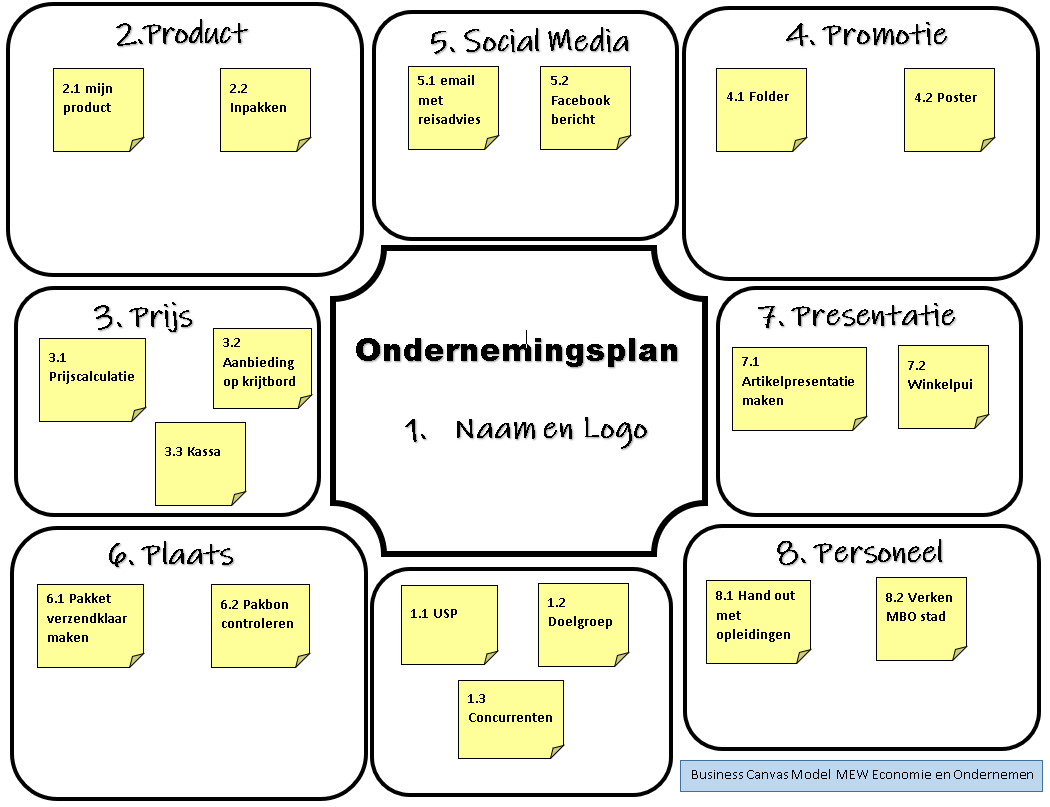 2.Product
2.1 mijn
product
2.2
Inpakken
5. Social Media
5.1 email
met
reisadvies
5.2
Facebook
bericht
4. Promotie
4.1 Folder
4.2 Poster
3. Prijs
3.1
Prijscalculatie
3.2
Aanbieding
op krijtbord
3.3 Kassa
Ondernemingsplan
1. Naam en Logo
7. Presentatie
7.1
Artikelpresentatie
maken
7.2
Winkelpui
6. Plaats
6.1 Pakket
verzendklaar
maken
6.2 Pakbon
controleren
1.1 USP
1.2
Doelgroep
1.3
Concurrenten
8. Personeel
8.1 Hand out
met
opleidingen
8.2 Verken
MBO stad
Business Canvas Model MEW Economie en Ondernemen